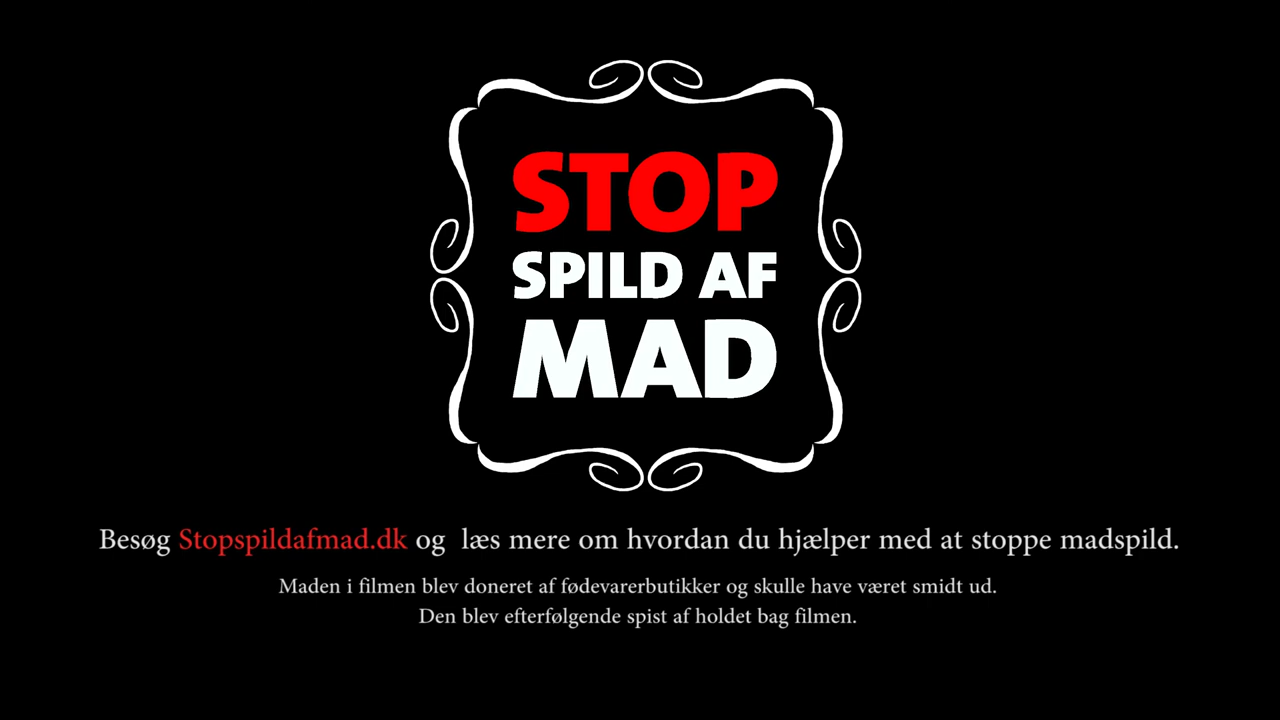 STOP
SPILD AF
MAD
Besøg Stopspildafmad.dk og læs mere om hvordan du hjælper med at stoppe madspild.
Maden i filmen blev doneret af fødevarerbutikker og skulle have været smidt ud.
Den blev efterfølgende spist af holdet bag filmen.